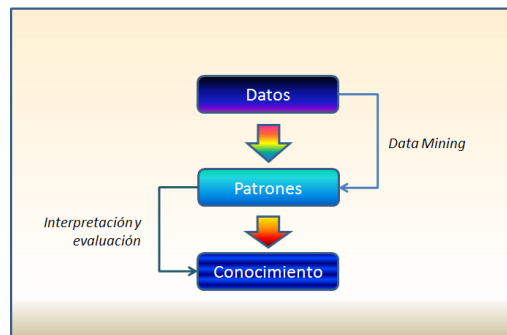 Datos
Data Mining
Patrones
Interpretación y
evaluación
Conocimiento